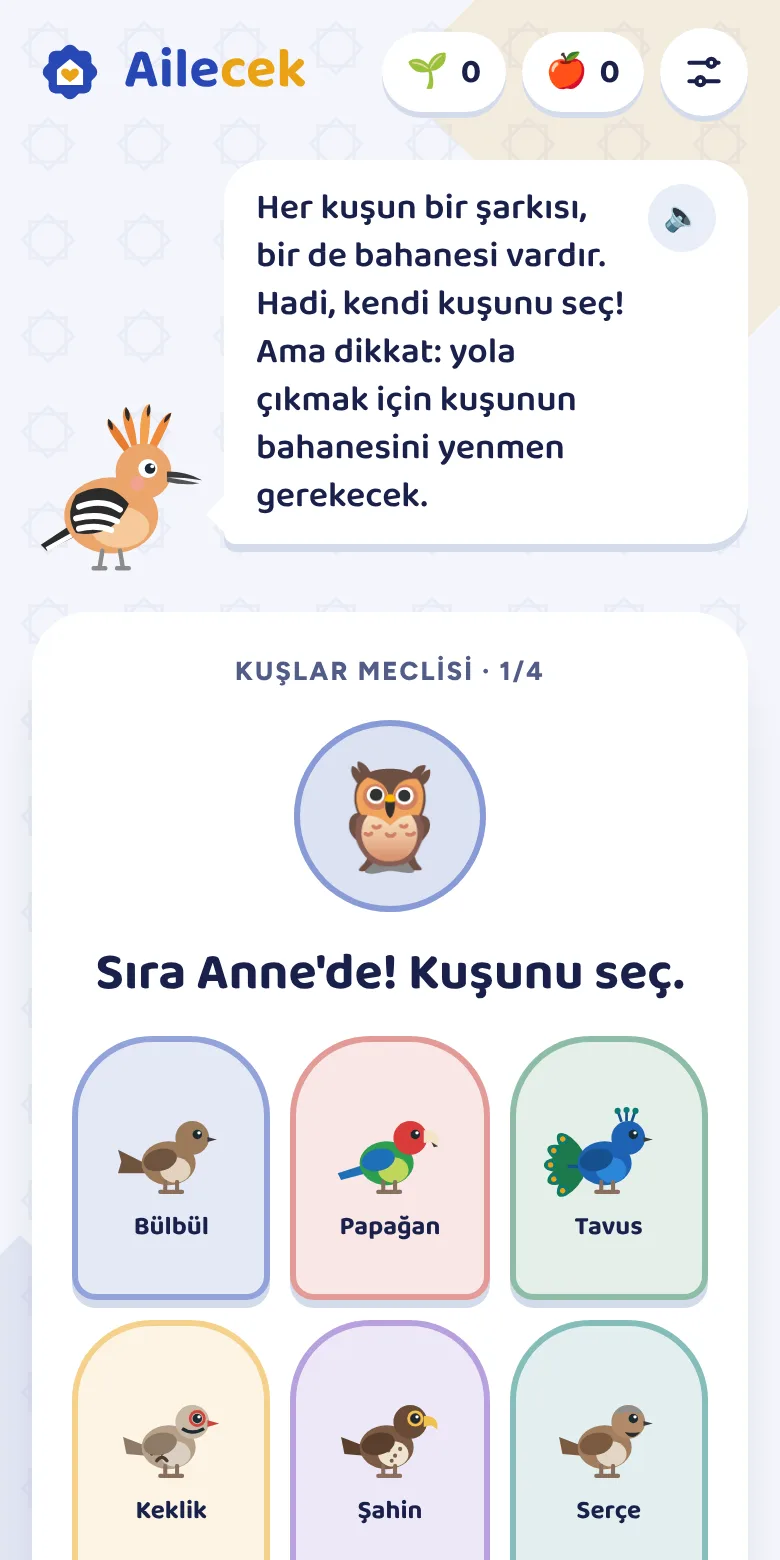 Ailecek
0
0
Her kuşun bir şarkısı,
bir de bahanesi vardır.
Hadi, kendi kuşunu seç!
Ama dikkat: yola
çıkmak için kuşunun
bahanesini yenmen
gerekecek.
KUŞLAR MECLİSİ · 1/4
Sıra Anne'de! Kuşunu seç.
Bülbül
Papağan
Tavus
Keklik
Şahin
Serçe